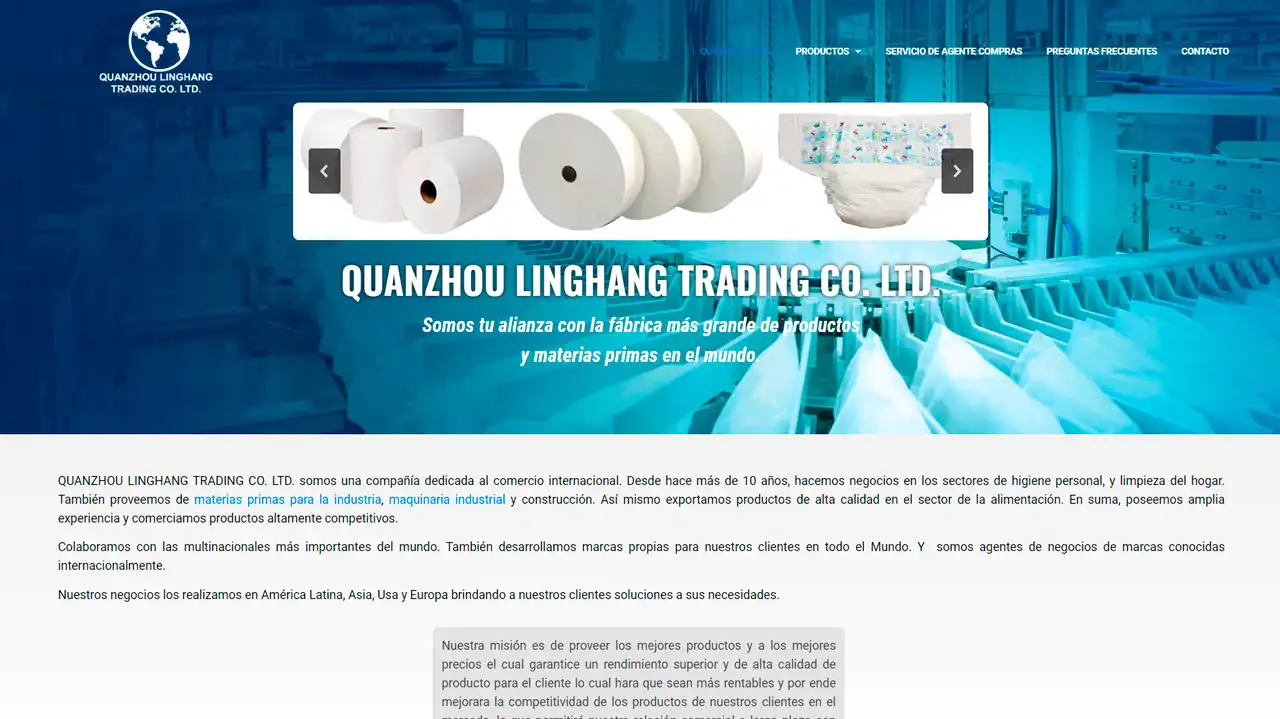 QUANZHOU LINGHANG
TRADING CO. LTD.
PRODUCTOS
SERVICIO DE AGENTE COMPRAS
PREGUNTAS FRECUENTES
CONTACTO
QUANZHOU LINGHANG TRADING CO. LTD.
Somos tu alianza con la fábrica más grande de productos
y materias primas en el mundo.
QUANZHOU LINGHANG TRADING CO. LTD. somos una compañía dedicada al comercio internacional. Desde hace más de 10 años, hacemos negocios en los sectores de higiene personal, y limpieza del hogar.
También proveemos de materias primas para la industria, maquinaria industrial y construcción. Así mismo exportamos productos de alta calidad en el sector de la alimentación. En suma, poseemos amplia
experiencia y comerciamos productos altamente competitivos.
Colaboramos con las multinacionales más importantes del mundo. También desarrollamos marcas propias para nuestros clientes en todo el Mundo. Y somos agentes de negocios de marcas conocidas
internacionalmente.
Nuestros negocios los realizamos en América Latina, Asia, Usa y Europa brindando a nuestros clientes soluciones a sus necesidades.
Nuestra misión es de proveer los mejores productos y a los mejores
precios el cual garantice un rendimiento superior y de alta calidad de
producto para el cliente lo cual hara que sean más rentables y por ende
mejorara la competitividad de los productos de nuestros clientes en el